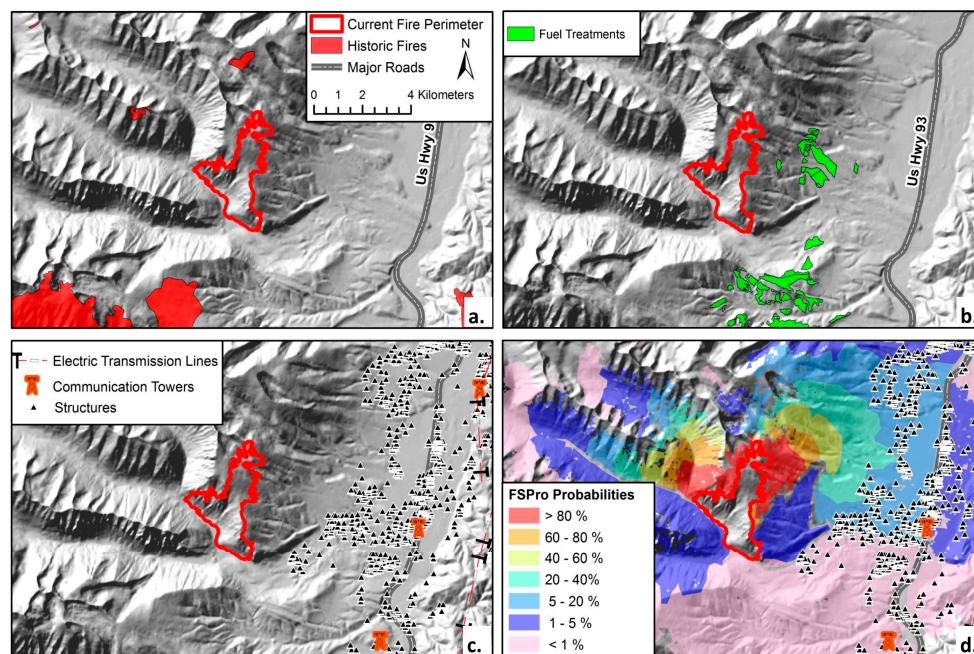 Current Fire Perimeter
Historic Fires
Major Roads
N
0 1 2 4 Kilometers
Us Hwy 9
a.
Fuel Treatments
Us Hwy 93
b.
Electric Transmission Lines
Communication Towers
Structures
c.
FSPro Probabilities
> 80 %
60 - 80 %
40 - 60 %
20 - 40%
5 - 20 %
1 - 5 %
< 1 %
d.